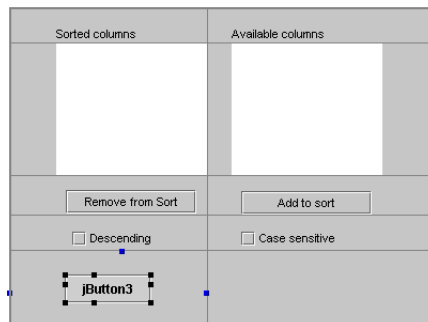 Sorted columns Available columns
Remove from Sort Add to sort
Descending Case sensitive
jButton3